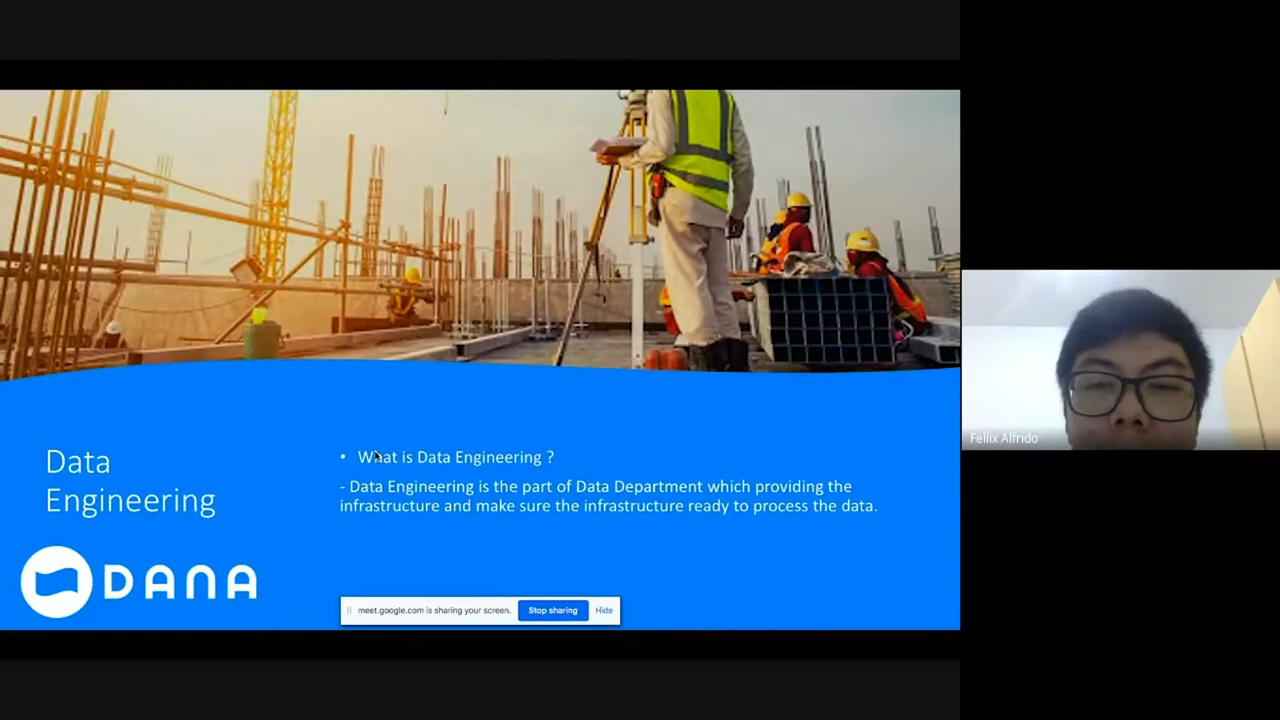 Data
Engineering
• What is Data Engineering ?
- Data Engineering is the part of Data Department which providing the
infrastructure and make sure the infrastructure ready to process the data.
DANA
meet.google.com is sharing your screen.
Stop sharing
Hide
Fellix Alfrido